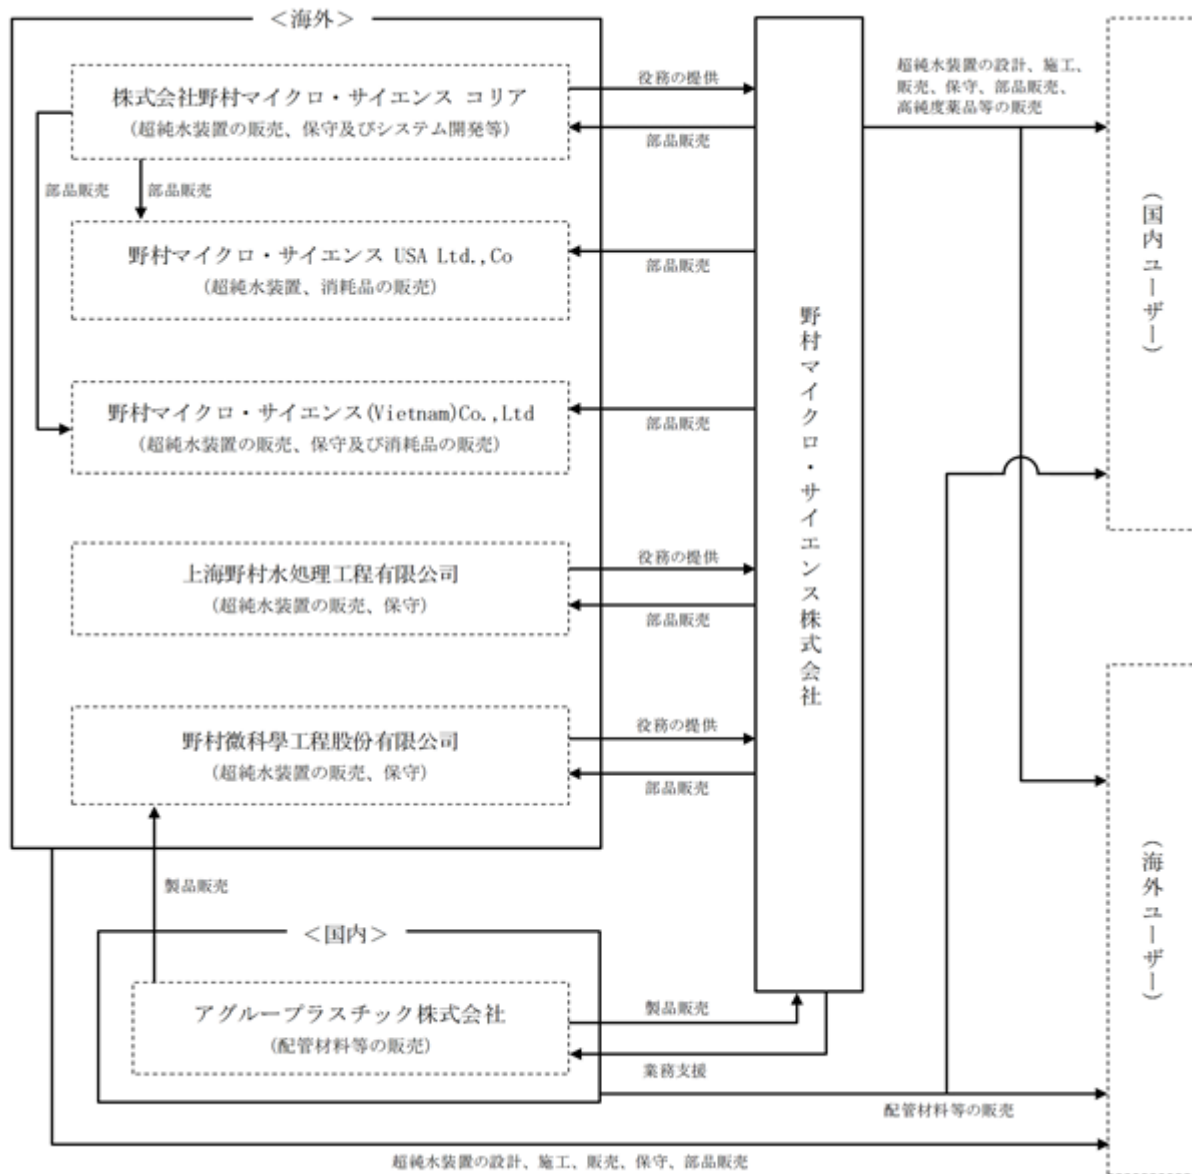 ＜海外＞
株式会社野村マイクロ・サイエンス コリア
(超純水装置の販売、保守及びシステム開発等)
役務の提供
部品販売
超純水装置の設計、施工、
販売、保守、部品販売、
高純度薬品等の販売
部品販売
部品販売
野村マイクロ・サイエンス USA Ltd.,Co
(超純水装置、消耗品の販売)
部品販売
野村マイクロ・サイエンス(Vietnam)Co.,Ltd
(超純水装置の販売、保守及び消耗品の販売)
部品販売
上海野村水処理工程有限公司
(超純水装置の販売、保守)
役務の提供
部品販売
野村微科學工程股份有限公司
(超純水装置の販売、保守)
役務の提供
部品販売
野村マイクロ・サイエンス株式会社
(国内ユーザー)
(海外ユーザー)
製品販売
＜国内＞
アグループラスチック株式会社
(配管材料等の販売)
製品販売
業務支援
配管材料等の販売
超純水装置の設計、施工、販売、保守、部品販売